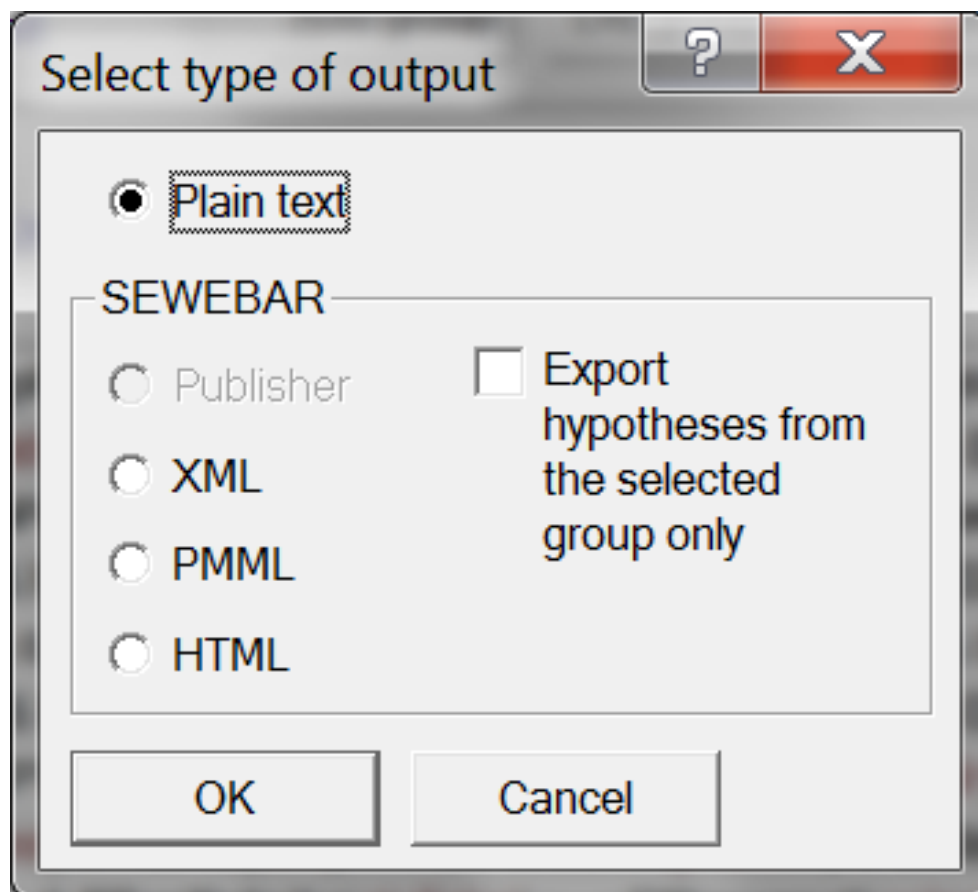 Select type of output
?
X
Plain text
SEWEBAR
Publisher
XML
PMML
HTML
Export
hypotheses from
the selected
group only
OK
Cancel